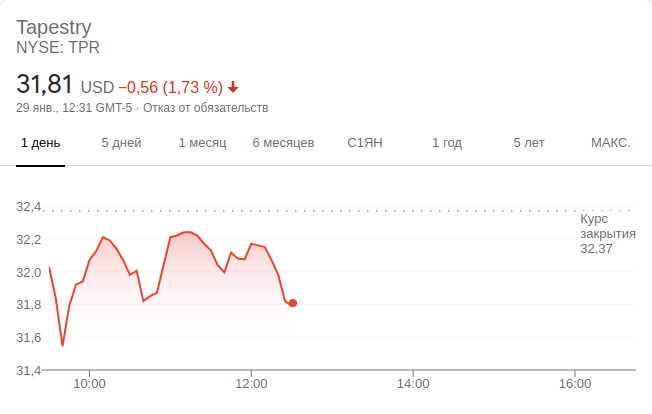 Tapestry
NYSE: TPR
31,81 USD −0,56 (1,73 %)
29 янв., 12:31 GMT-5 · Отказ от обязательств
1 день 5 дней 1 месяц 6 месяцев С1ЯН 1 год 5 лет МАКС.
32,4
Курс
закрытия
32,37
32,2
32,0
31,8
31,6
31,4
10:00 12:00 14:00 16:00